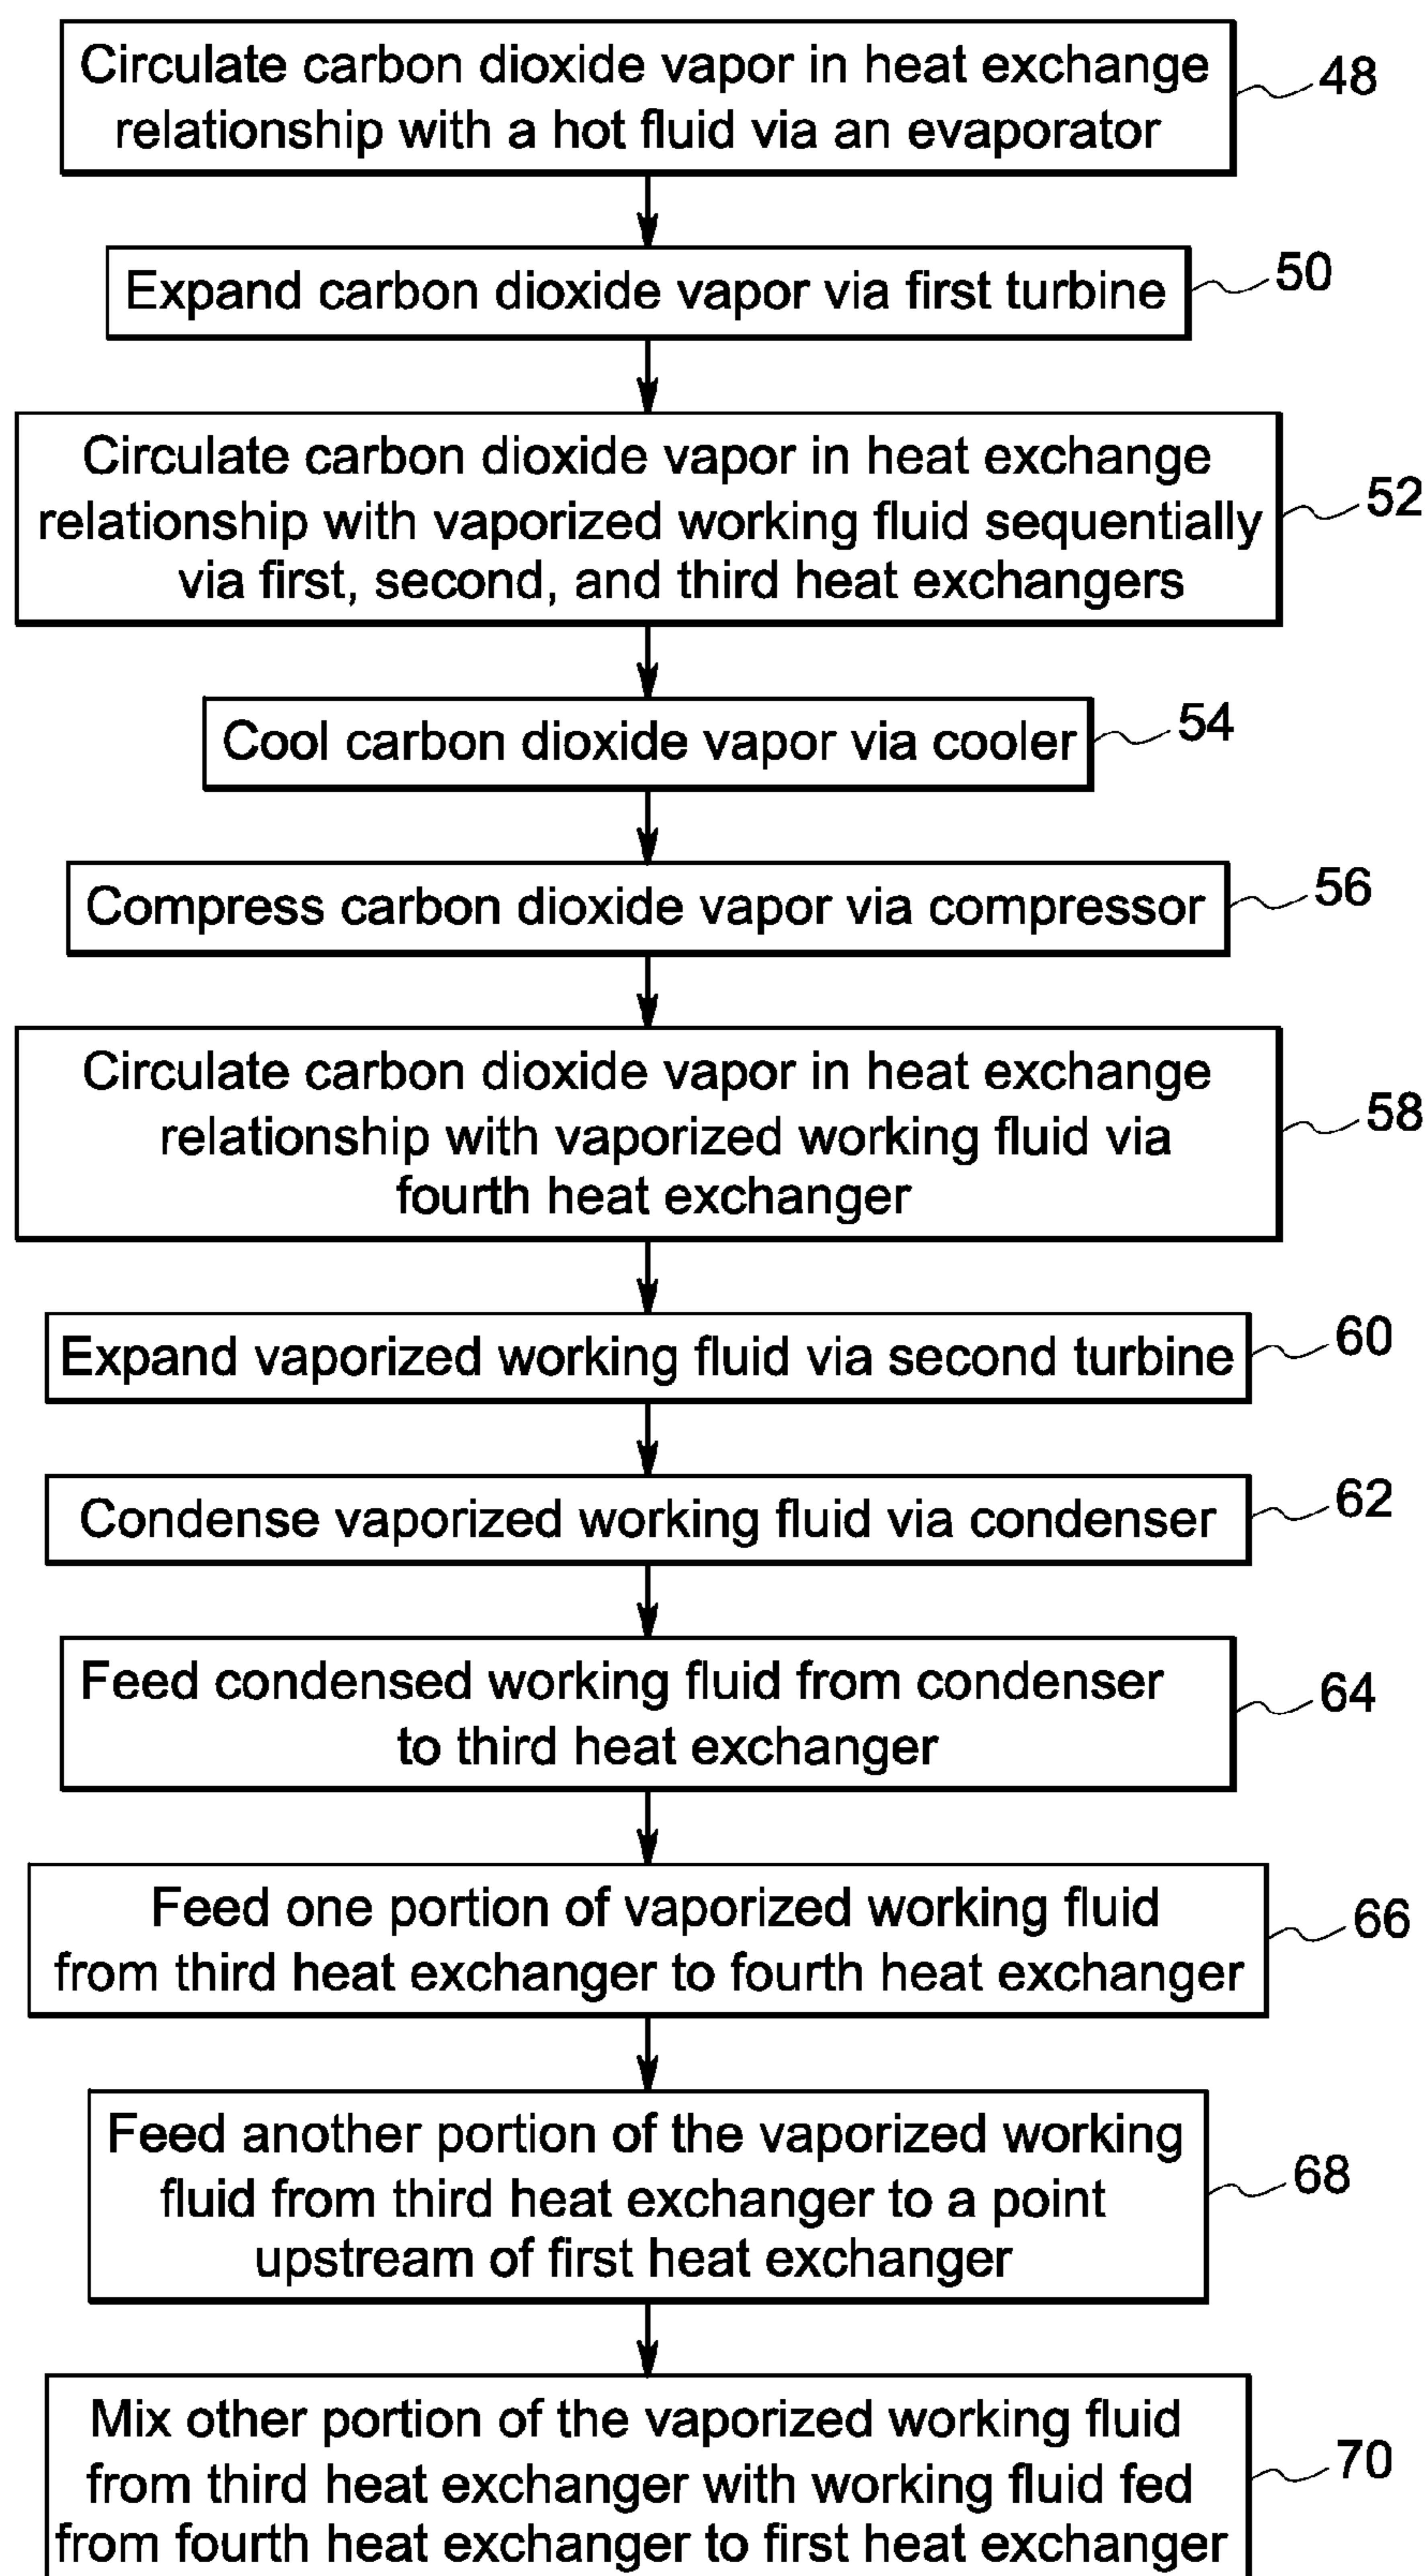 Circulate carbon dioxide vapor in heat exchange
relationship with a hot fluid via an evaporator
48
Expand carbon dioxide vapor via first turbine
50
Circulate carbon dioxide vapor in heat exchange
relationship with vaporized working fluid sequentially
via first, second, and third heat exchangers
52
Cool carbon dioxide vapor via cooler
54
Compress carbon dioxide vapor via compressor
56
Circulate carbon dioxide vapor in heat exchange
relationship with vaporized working fluid via
fourth heat exchanger
58
Expand vaporized working fluid via second turbine
60
Condense vaporized working fluid via condenser
62
Feed condensed working fluid from condenser
to third heat exchanger
64
Feed one portion of vaporized working fluid
from third heat exchanger to fourth heat exchanger
66
Feed another portion of the vaporized working
fluid from third heat exchanger to a point
upstream of first heat exchanger
68
Mix other portion of the vaporized working fluid
from third heat exchanger with working fluid fed
from fourth heat exchanger to first heat exchanger
70